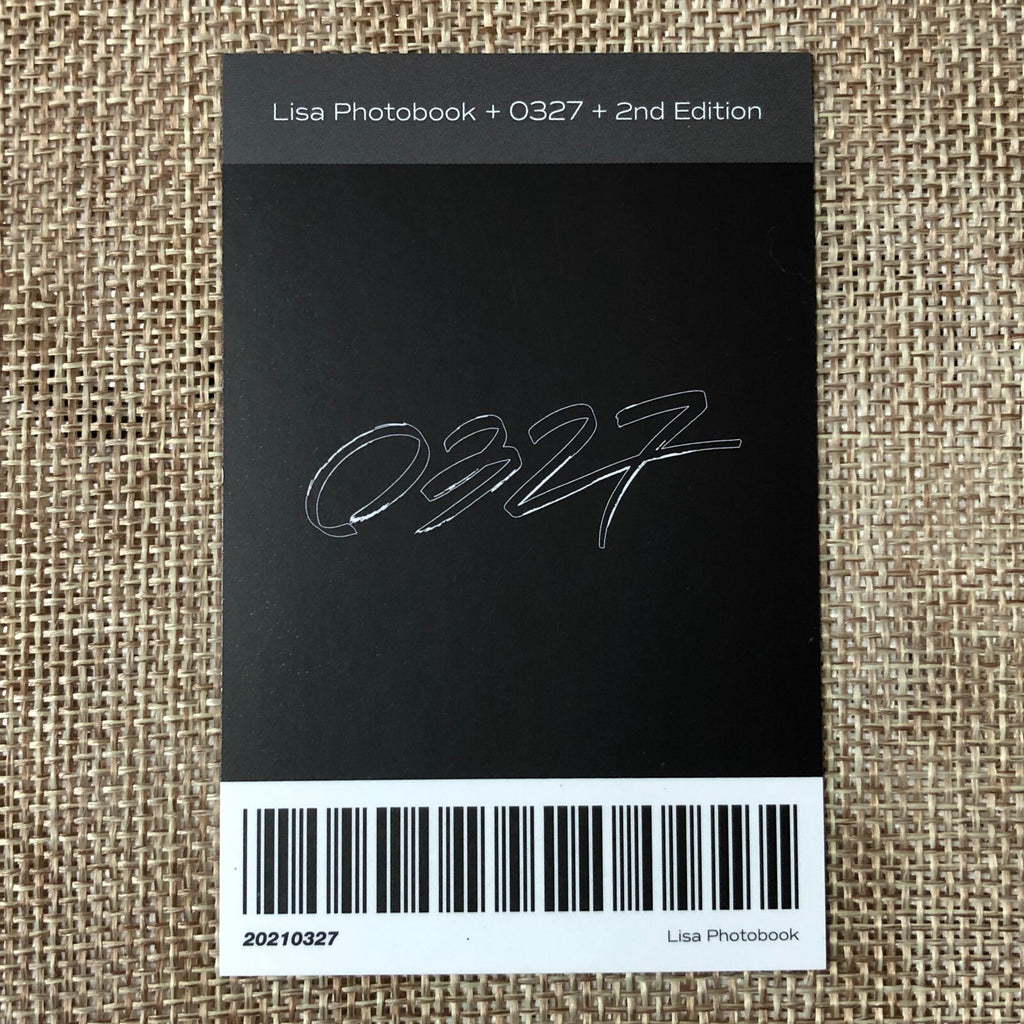 Lisa Photobook + 0327 + 2nd Edition
0327
20210327
Lisa Photobook